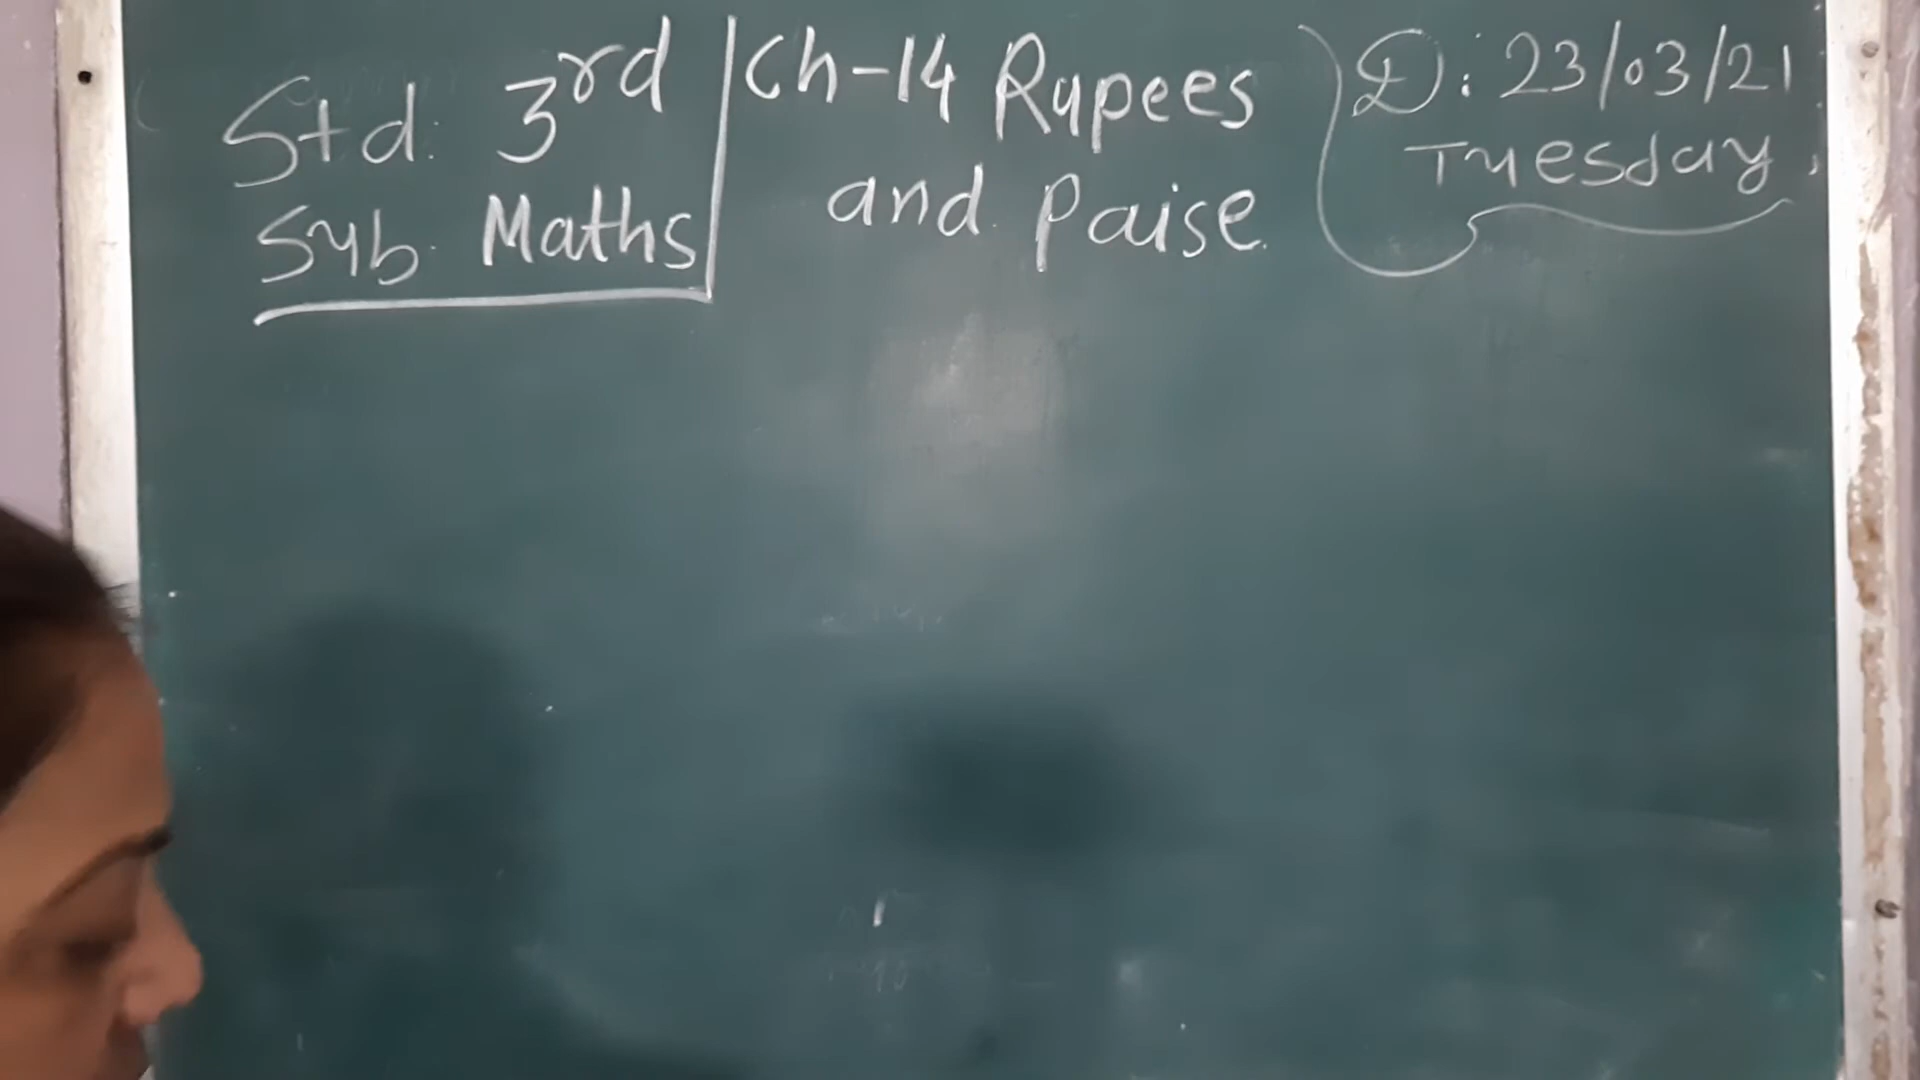 Std: 3rd
Sub. Maths
Ch-14 Rupees
and Paise.
D: 23/03/21
Tuesday,